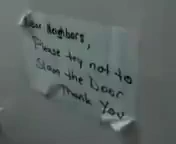 Dear Neighbors,
Please try not to
Slam the Door
Thank You